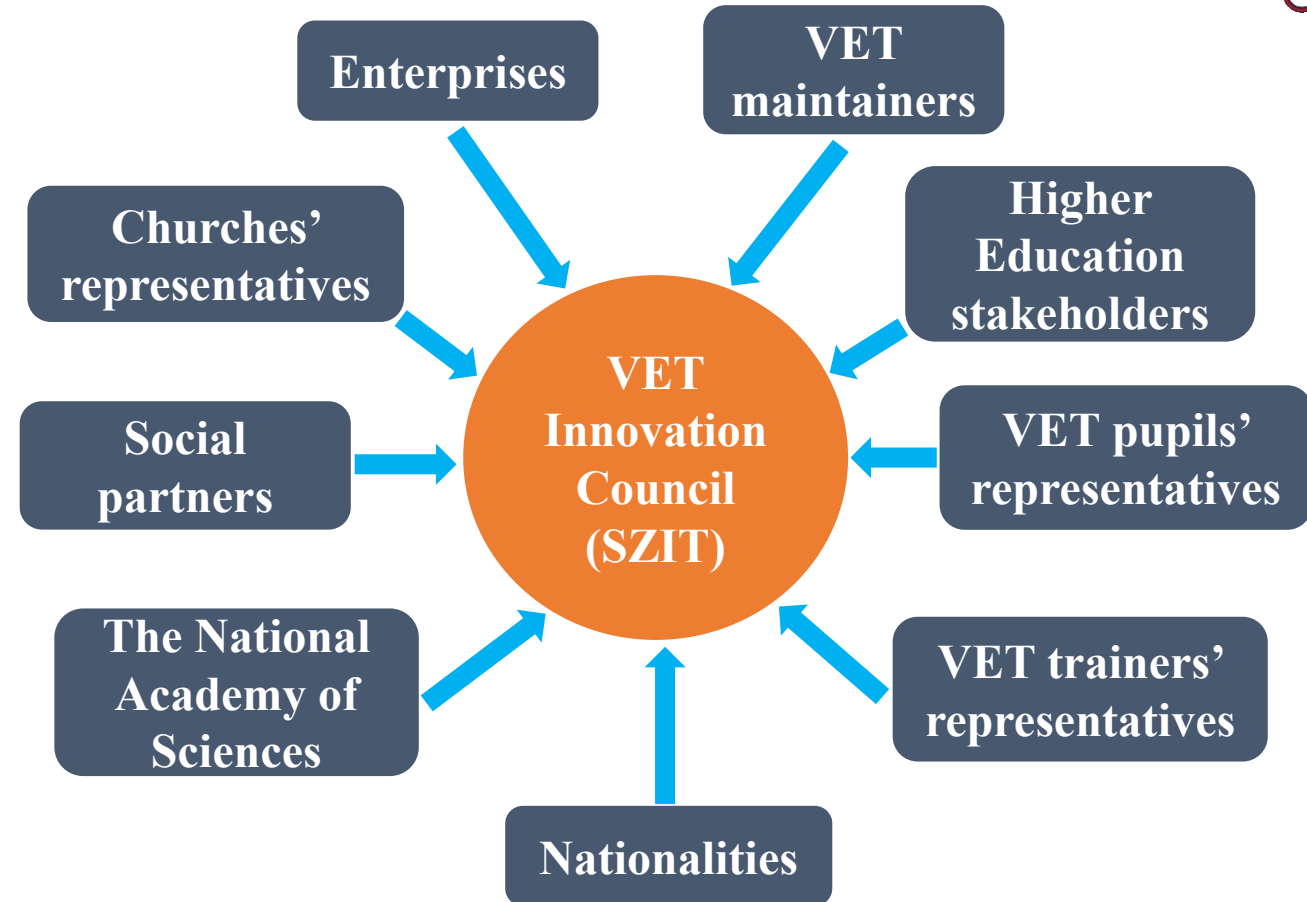 Enterprises
VET
maintainers
Churches’
representatives
Higher
Education
stakeholders
VET
Innovation
Council
(SZIT)
Social
partners
VET pupils’
representatives
The National
Academy of
Sciences
VET trainers’
representatives
Nationalities